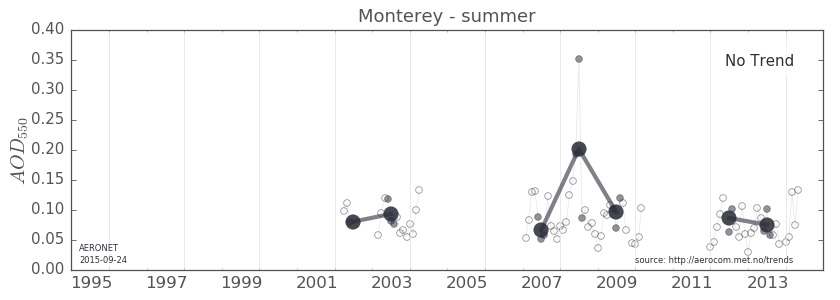 Monterey - summer
0.40
0.35
No Trend
0.30
0.25
0.20
0.15
0.10
0.05
0.00
AOD550
AERONET
2015-09-24
source: http://aerocom.met.no/trends
1995 1997 1999 2001 2003 2005 2007 2009 2011 2013